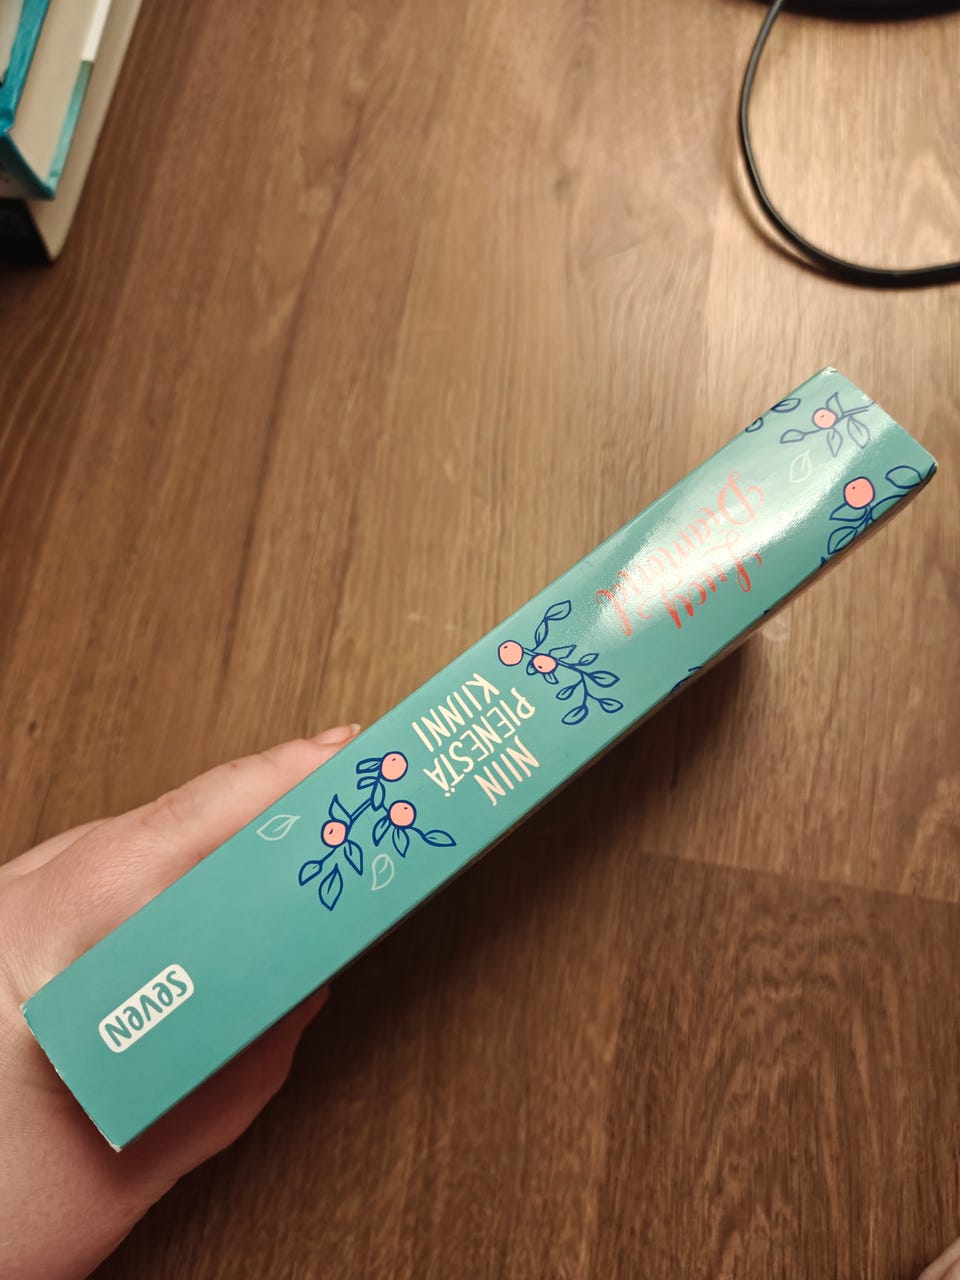 Lucy
Diamond
NIIN
PIENESTÄ
KIINNI
seven